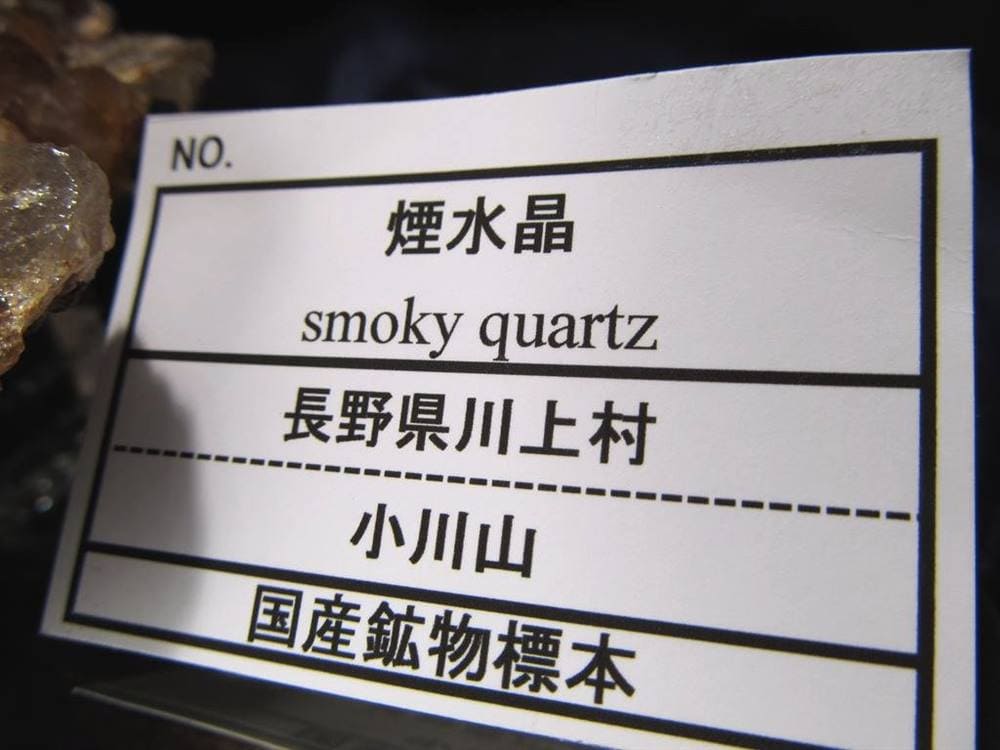 NO.
煙水晶
smoky quartz
長野県川上村
小川山
国産鉱物標本